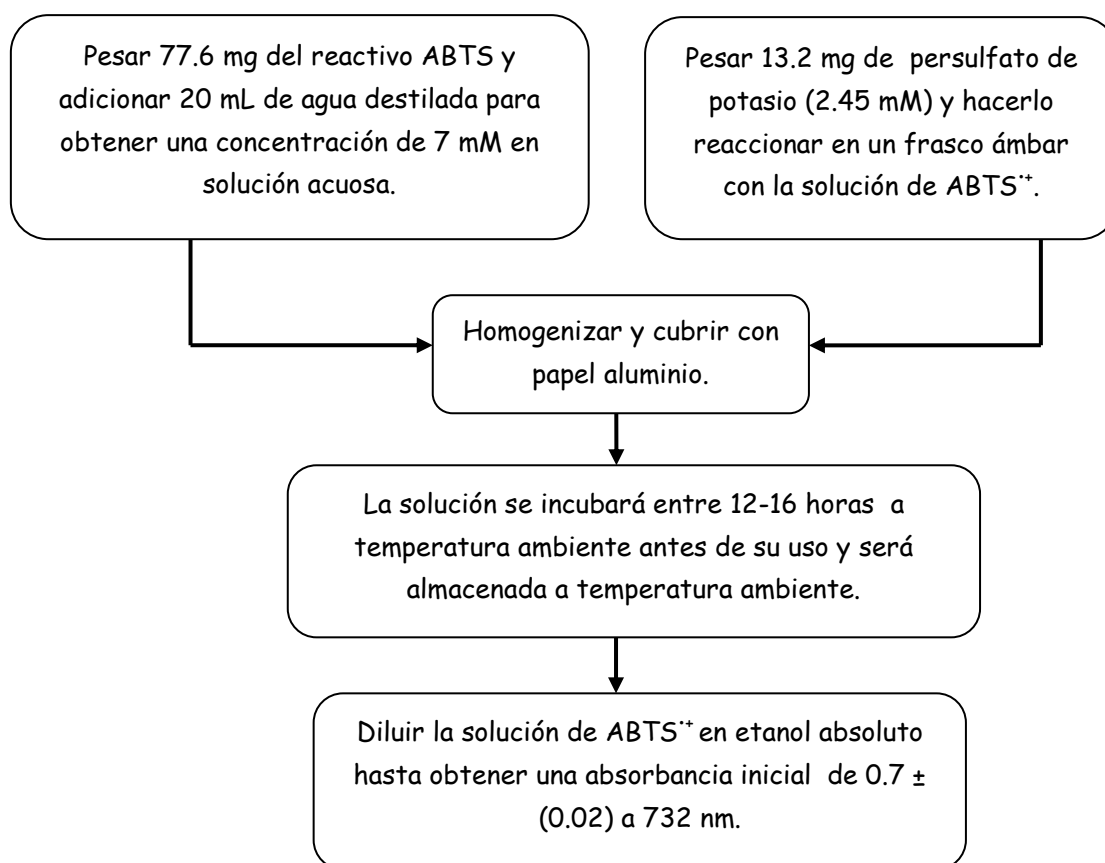 Pesar 77.6 mg del reactivo ABTS y
adicionar 20 mL de agua destilada para
obtener una concentración de 7 mM en
solución acuosa.
Pesar 13.2 mg de  persulfato de
potasio (2.45 mM) y hacerlo
reaccionar en un frasco ámbar
con la solución de ABTS˙⁺.
Homogenizar y cubrir con
papel aluminio.
La solución se incubará entre 12-16 horas  a
temperatura ambiente antes de su uso y será
almacenada a temperatura ambiente.
Diluir la solución de ABTS˙⁺ en etanol absoluto
hasta obtener una absorbancia inicial  de 0.7 ±
(0.02) a 732 nm.